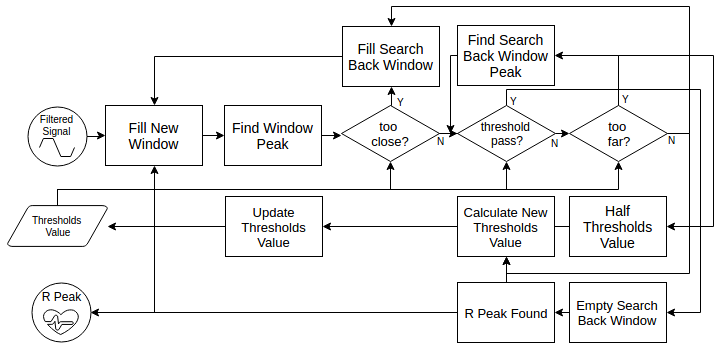 Fill Search
Back Window
Find Search
Back Window
Peak
Y
Y
Y
Filtered
Signal
Fill New
Window
Find Window
Peak
too
close?
N
threshold
pass?
N
too
far?
N
Thresholds
Value
Update
Thresholds
Value
Calculate New
Thresholds
Value
Half
Thresholds
Value
R Peak
R Peak Found
Empty Search
Back Window